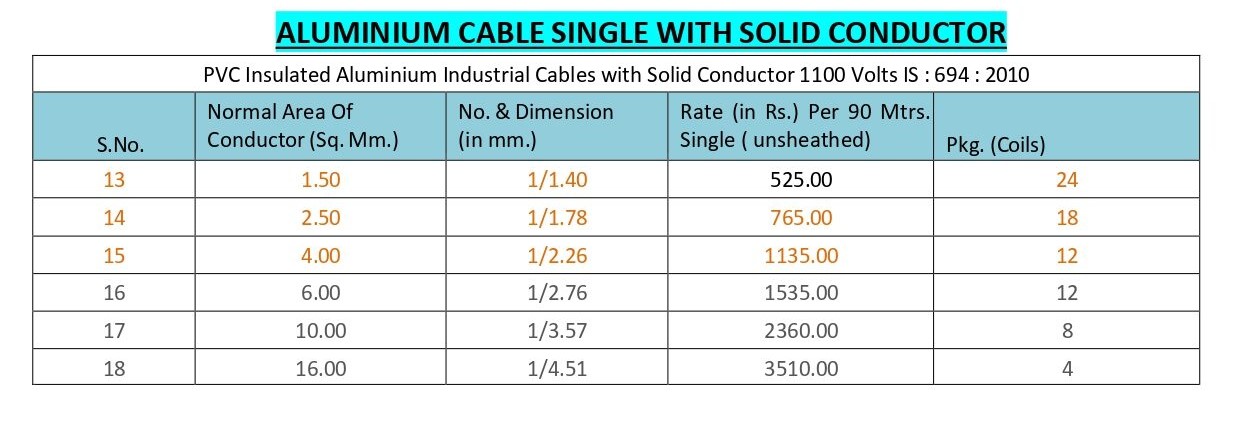 ALUMINIUM CABLE SINGLE WITH SOLID CONDUCTOR
PVC Insulated Aluminium Industrial Cables with Solid Conductor 1100 Volts IS : 694 : 2010
S.No. Normal Area Of Conductor (Sq. Mm.) No. & Dimension (in mm.) Rate (in Rs.) Per 90 Mtrs. Single ( unsheathed) Pkg. (Coils)
13 1.50 1/1.40 525.00 24
14 2.50 1/1.78 765.00 18
15 4.00 1/2.26 1135.00 12
16 6.00 1/2.76 1535.00 12
17 10.00 1/3.57 2360.00 8
18 16.00 1/4.51 3510.00 4